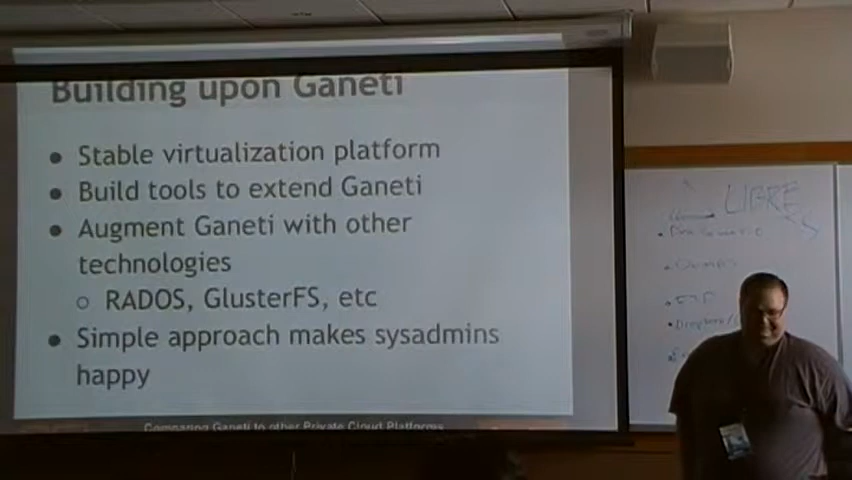 Building upon Ganeti
● Stable virtualization platform
● Build tools to extend Ganeti
● Augment Ganeti with other
technologies
○ RADOS, GlusterFS, etc
● Simple approach makes sysadmins
happy
Comparing Ganeti to other Private Cloud Platforms
LIBRE